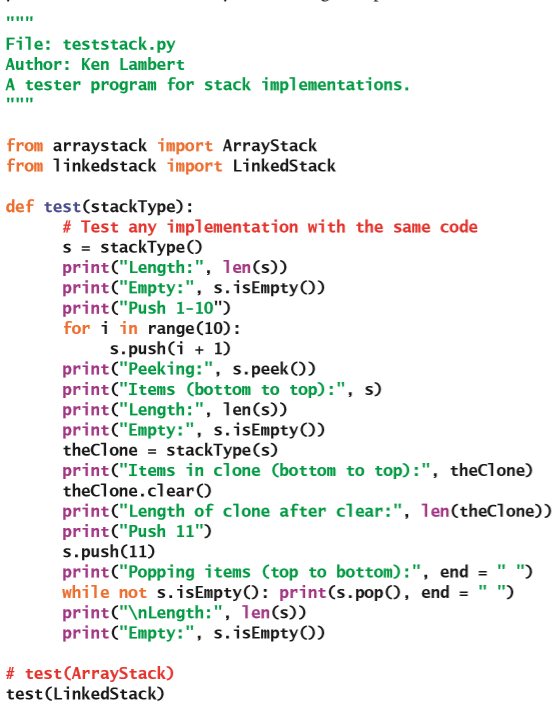 """
File: teststack.py
Author: Ken Lambert
A tester program for stack implementations.
"""
from arraystack import ArrayStack
from linkedstack import LinkedStack
def test(stackType):
# Test any implementation with the same code
s = stackType()
print("Length:", len(s))
print("Empty:", s.isEmpty())
print("Push 1-10")
for i in range(10):
s.push(i + 1)
print("Peeking:", s.peek())
print("Items (bottom to top):", s)
print("Length:", len(s))
print("Empty:", s.isEmpty())
theClone = stackType(s)
print("Items in clone (bottom to top):", theClone)
theClone.clear()
print("Length of clone after clear:", len(theClone))
print("Push 11")
s.push(11)
print("Popping items (top to bottom):", end = " ")
while not s.isEmpty(): print(s.pop(), end = " ")
print("\nLength:", len(s))
print("Empty:", s.isEmpty())
# test(ArrayStack)
test(LinkedStack)